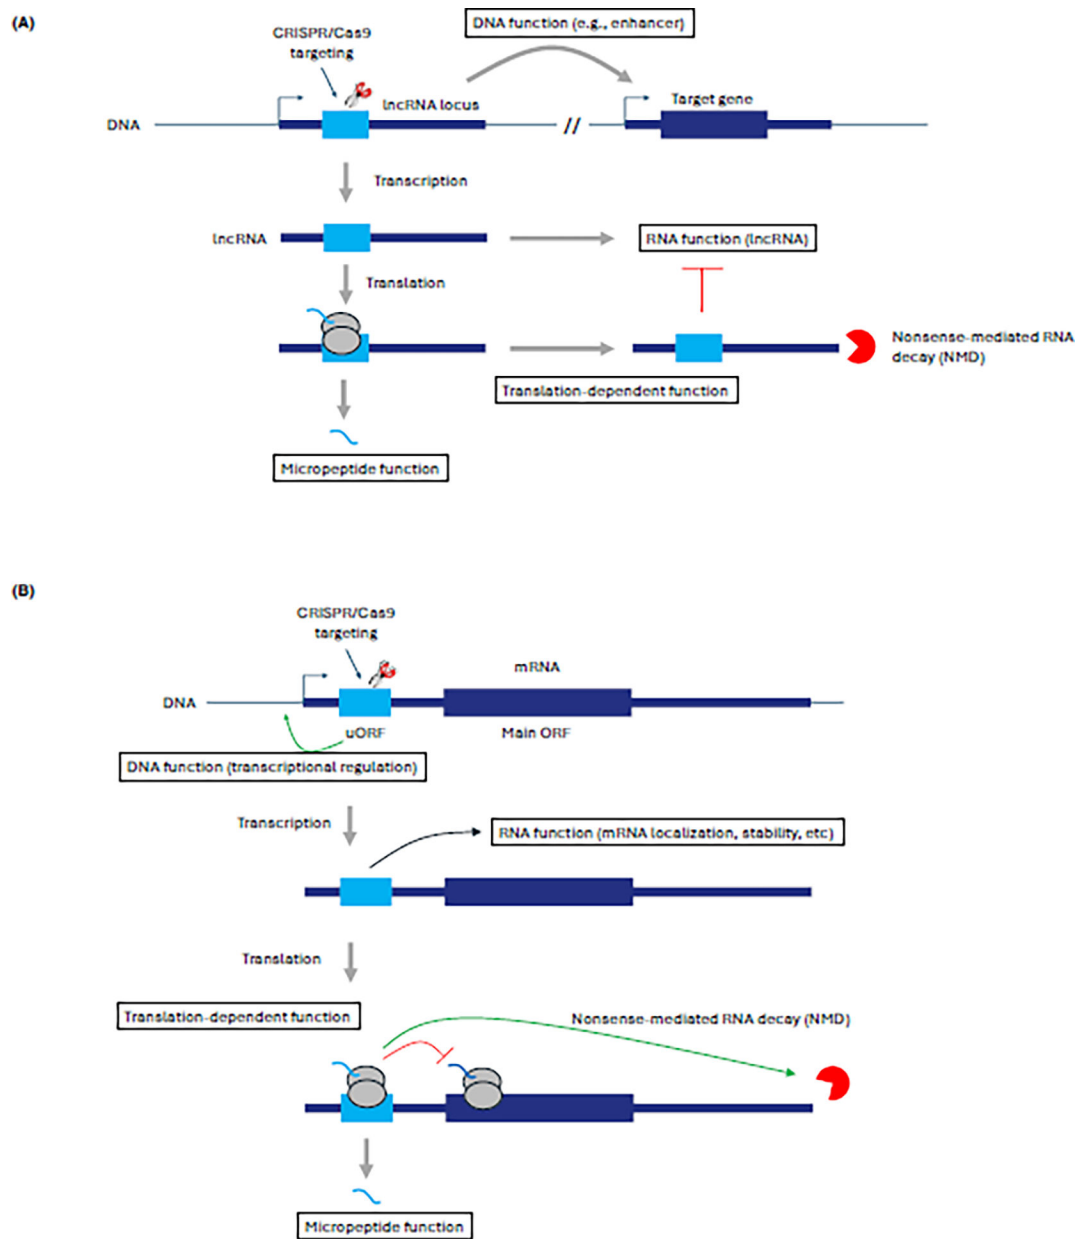 (A)
DNA function (e.g., enhancer)
CRISPR/Cas9
targeting
lncRNA locus
Target gene
DNA
//
Transcription
lncRNA
RNA function (lncRNA)
Translation
Nonsense-mediated RNA
decay (NMD)
Translation-dependent function
Micropeptide function
(B)
CRISPR/Cas9
targeting
mRNA
DNA
uORF
Main ORF
DNA function (transcriptional regulation)
Transcription
RNA function (mRNA localization, stability, etc)
Translation
Translation-dependent function
Nonsense-mediated RNA decay (NMD)
Micropeptide function